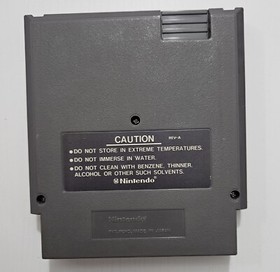 CAUTION REV-A
•DO NOT STORE IN EXTREME TEMPERATURES.
•DO NOT IMMERSE IN WATER.
•DO NOT CLEAN WITH BENZENE, THINNER,
ALCOHOL OR OTHER SUCH SOLVENTS.
Nintendo
Nintendo®